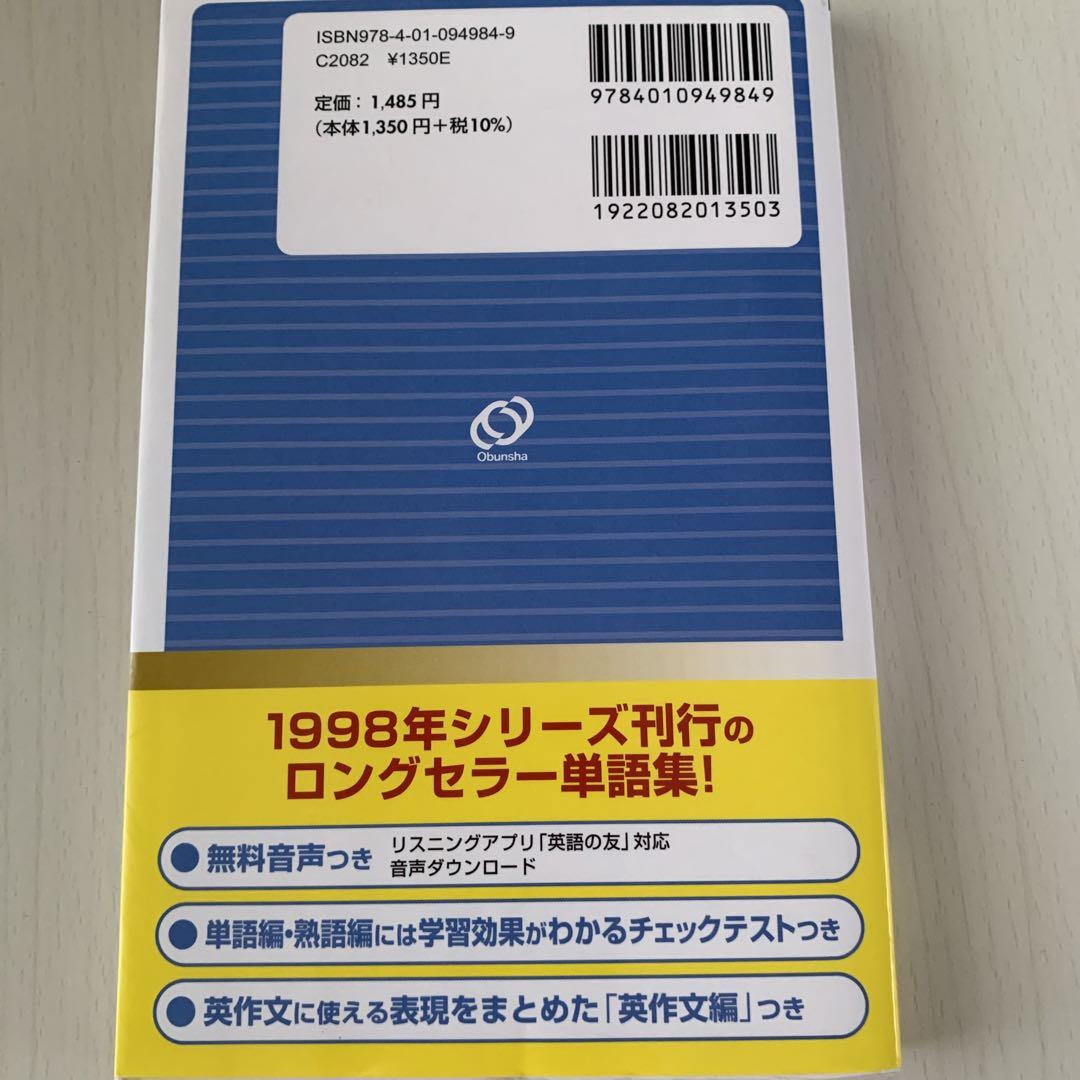 ISBN978-4-01-094984-9
C2082 ¥1350E
定価：1,485円
（本体1,350円＋税10%）
9784010949849
1922082013503
Obunsha
1998年シリーズ刊行の
ロングセラー単語集！
●無料音声つき
リスニングアプリ「英語の友」対応
音声ダウンロード
●単語編・熟語編には学習効果がわかるチェックテストつき
●英作文に使える表現をまとめた「英作文編」つき